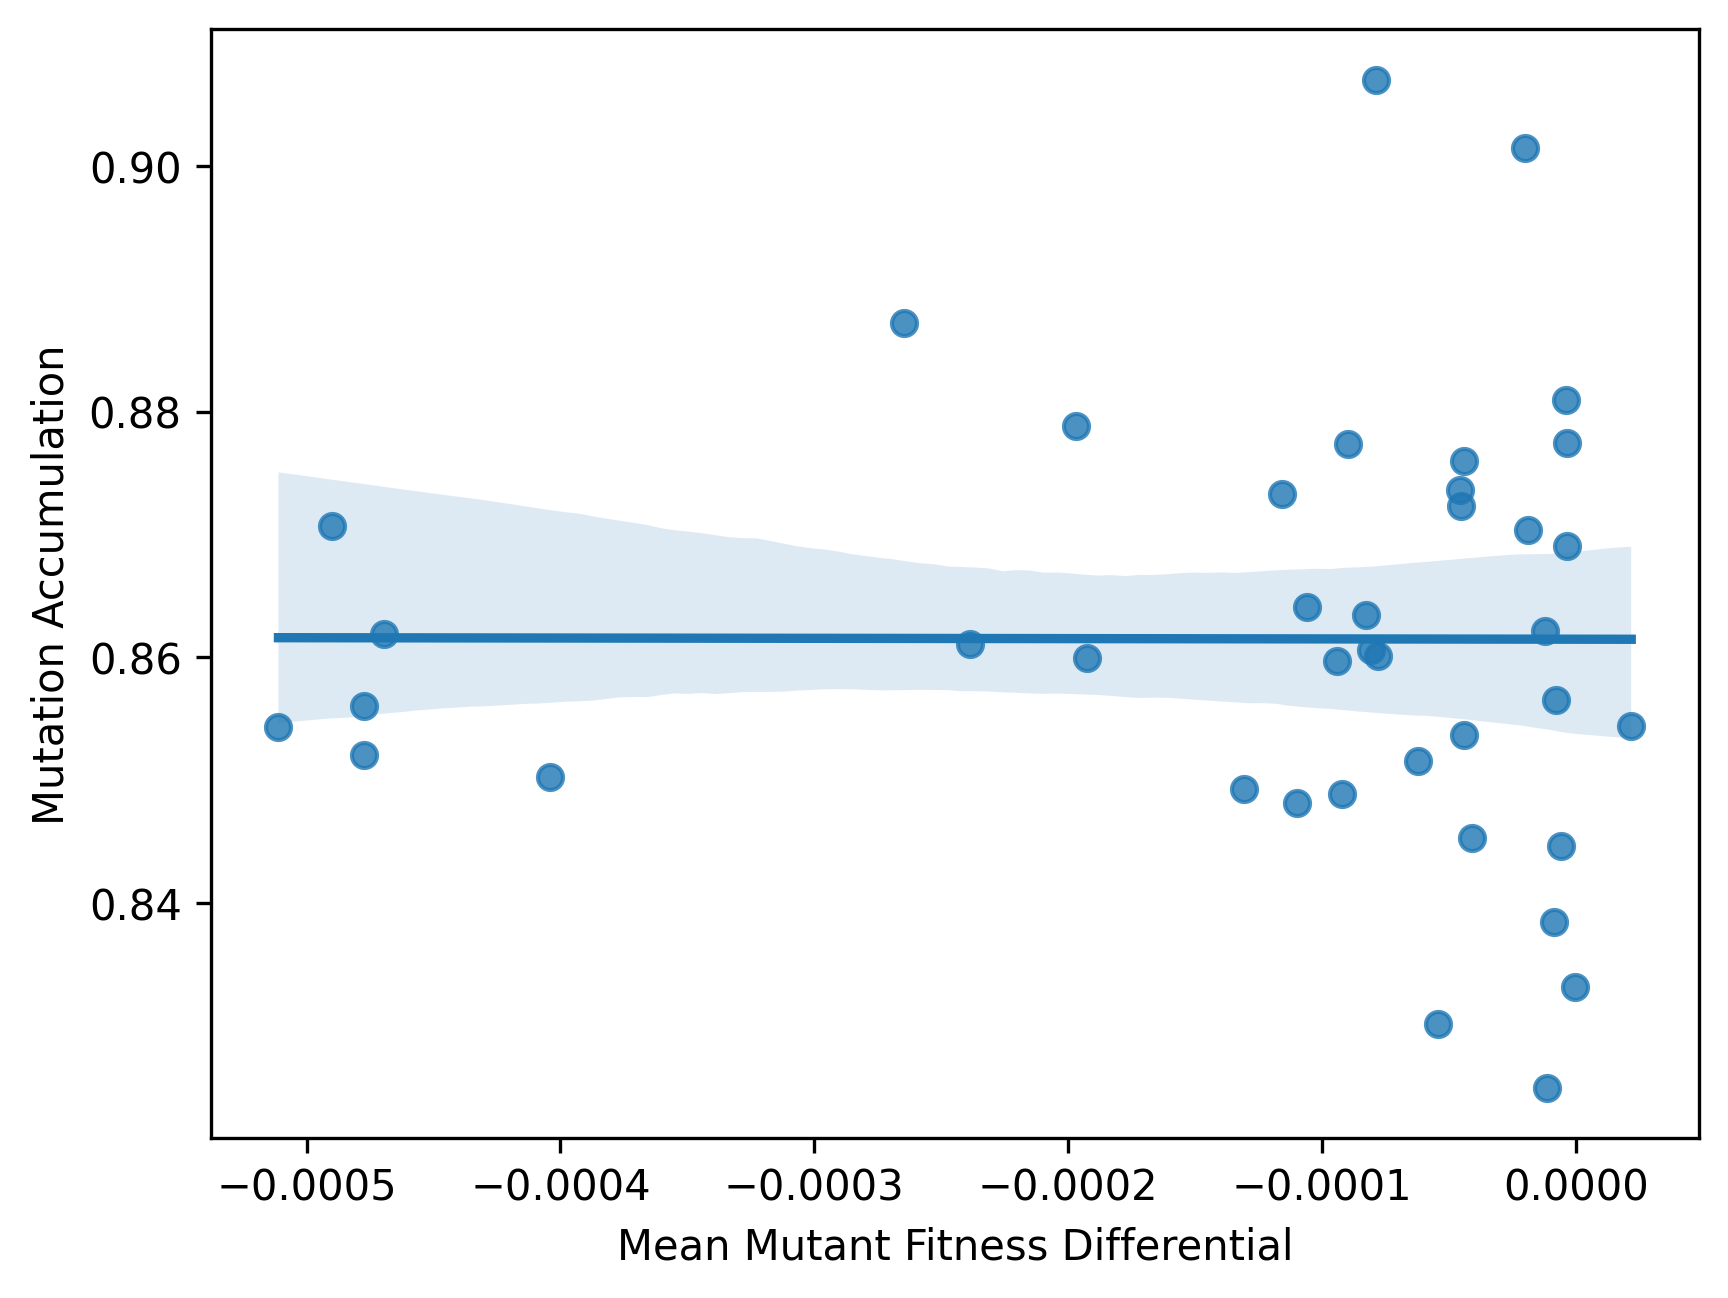 0.90
0.88
0.86
0.84
Mutation Accumulation
−0.0005 −0.0004 −0.0003 −0.0002 −0.0001 0.0000
Mean Mutant Fitness Differential